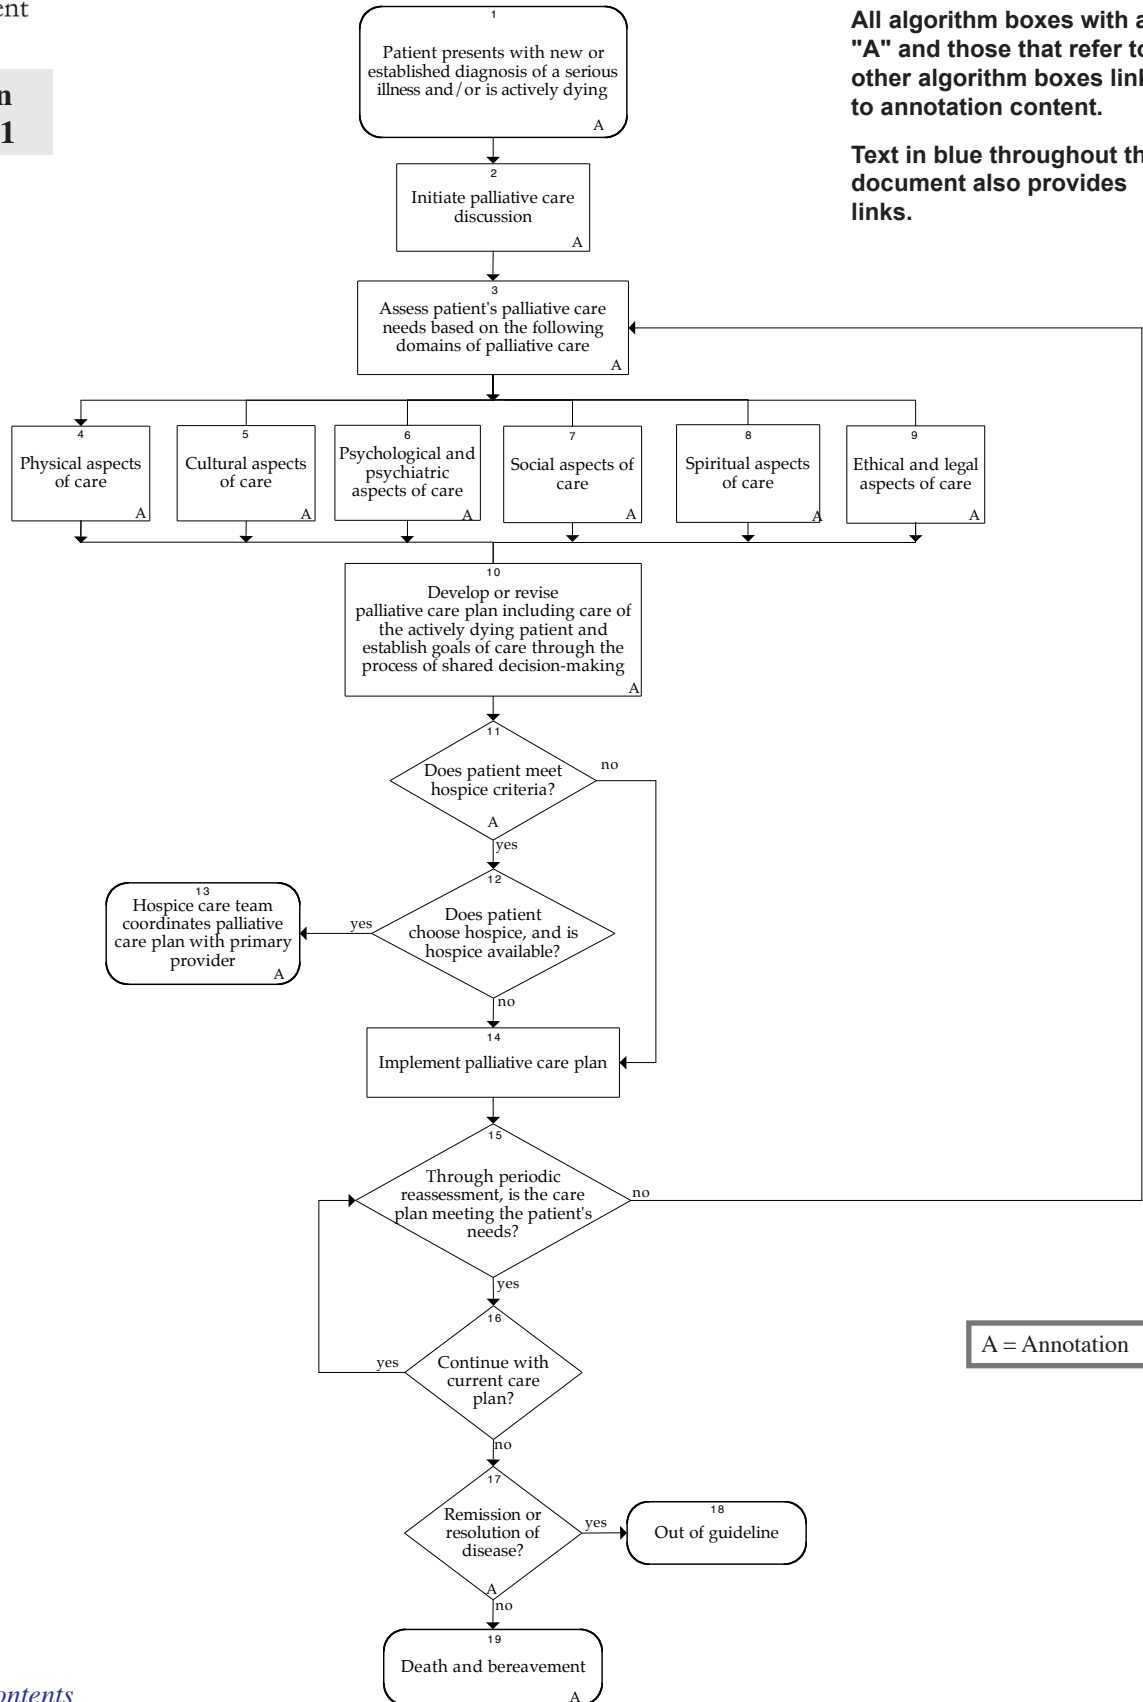 ent
n
1
All algorithm boxes with a
"A" and those that refer to
other algorithm boxes link
to annotation content.
Text in blue throughout th
document also provides
links.
1
Patient presents with new or
established diagnosis of a serious
illness and/or is actively dying
A
2
Initiate palliative care
discussion
A
3
Assess patient's palliative care
needs based on the following
domains of palliative care
A
4
Physical aspects
of care
A
5
Cultural aspects
of care
A
6
Psychological and
psychiatric
aspects of care
A
7
Social aspects of
care
A
8
Spiritual aspects
of care
A
9
Ethical and legal
aspects of care
A
10
Develop or revise
palliative care plan including care of
the actively dying patient and
establish goals of care through the
process of shared decision-making
A
11
Does patient meet
hospice criteria?
A
no
yes
12
Does patient
choose hospice, and is
hospice available?
yes
no
13
Hospice care team
coordinates palliative
care plan with primary
provider
A
14
Implement palliative care plan
15
Through periodic
reassessment, is the care
plan meeting the patient's
needs?
no
yes
16
Continue with
current care
plan?
yes
no
A = Annotation
17
Remission or
resolution of
disease?
A
yes
no
18
Out of guideline
19
Death and bereavement
A
ontents